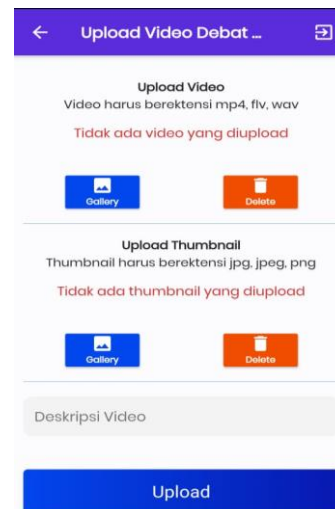 Upload Video Debat ...
Upload Video
Video harus berektensi mp4, flv, wav
Tidak ada video yang diupload
Gallery
Delete
Upload Thumbnail
Thumbnail harus berektensi jpg, jpeg, png
Tidak ada thumbnail yang diupload
Gallery
Delete
Deskripsi Video
Upload